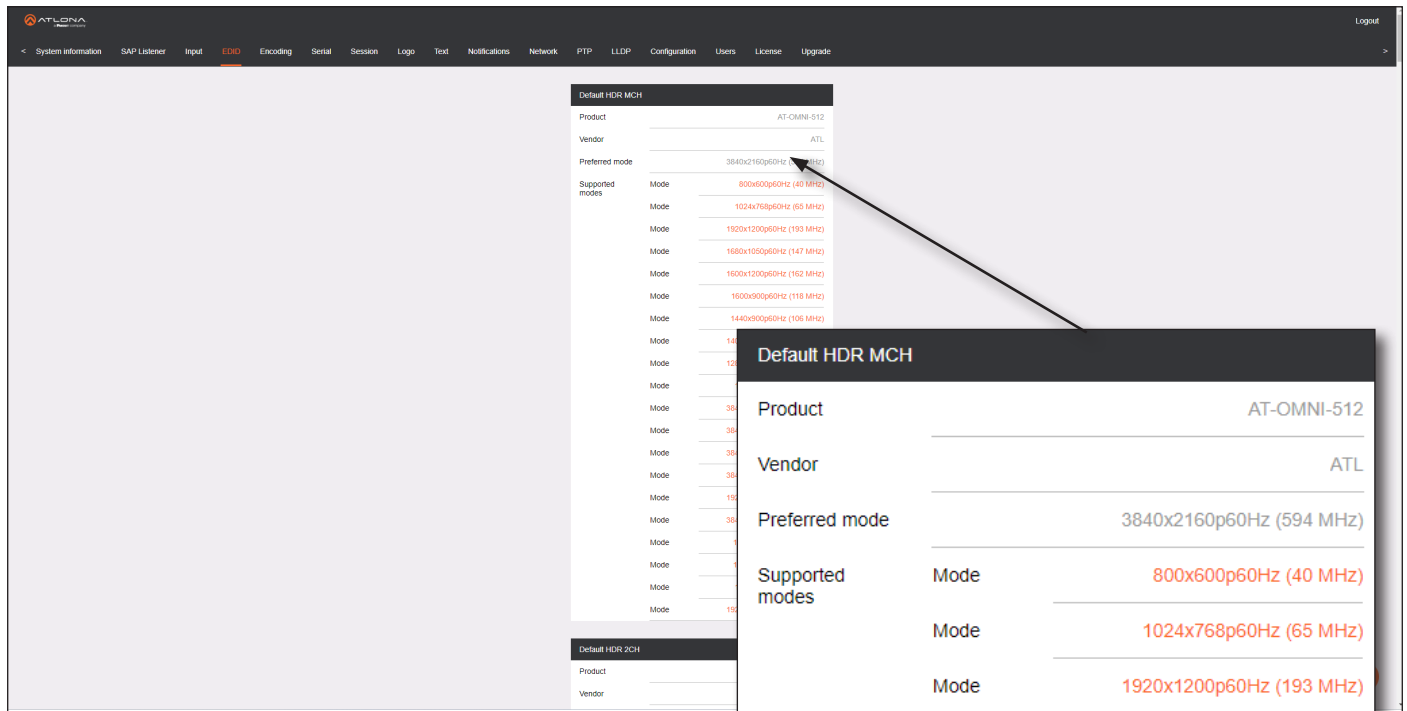 ATLONA
Logout
< System information SAP Listener Input EDID Encoding Serial Session Logo Text Notifications Network PTP LLDP Configuration Users License Upgrade >
Default HDR MCH
Product AT-OMNI-512
Vendor ATL
Preferred mode 3840x2160p60Hz MHz)
Supported modes Mode 800x600p60Hz (40 MHz)
Mode 1024x768p60Hz (65 MHz)
Mode 1920x1200p60Hz (193 MHz)
Mode 1680x1050p60Hz (147 MHz)
Mode 1600x1200p60Hz (162 MHz)
Mode 1600x900p60Hz (118 MHz)
Mode 1440x900p60Hz (106 MHz)
Mode
Mode
Mode
Mode
Mode
Mode
Mode
Mode
Mode
Mode
Mode
Mode
Mode
Default HDR 2CH
Product
Vendor
Default HDR MCH
Product AT-OMNI-512
Vendor ATL
Preferred mode 3840x2160p60Hz (594 MHz)
Supported modes Mode 800x600p60Hz (40 MHz)
Mode 1024x768p60Hz (65 MHz)
Mode 1920x1200p60Hz (193 MHz)